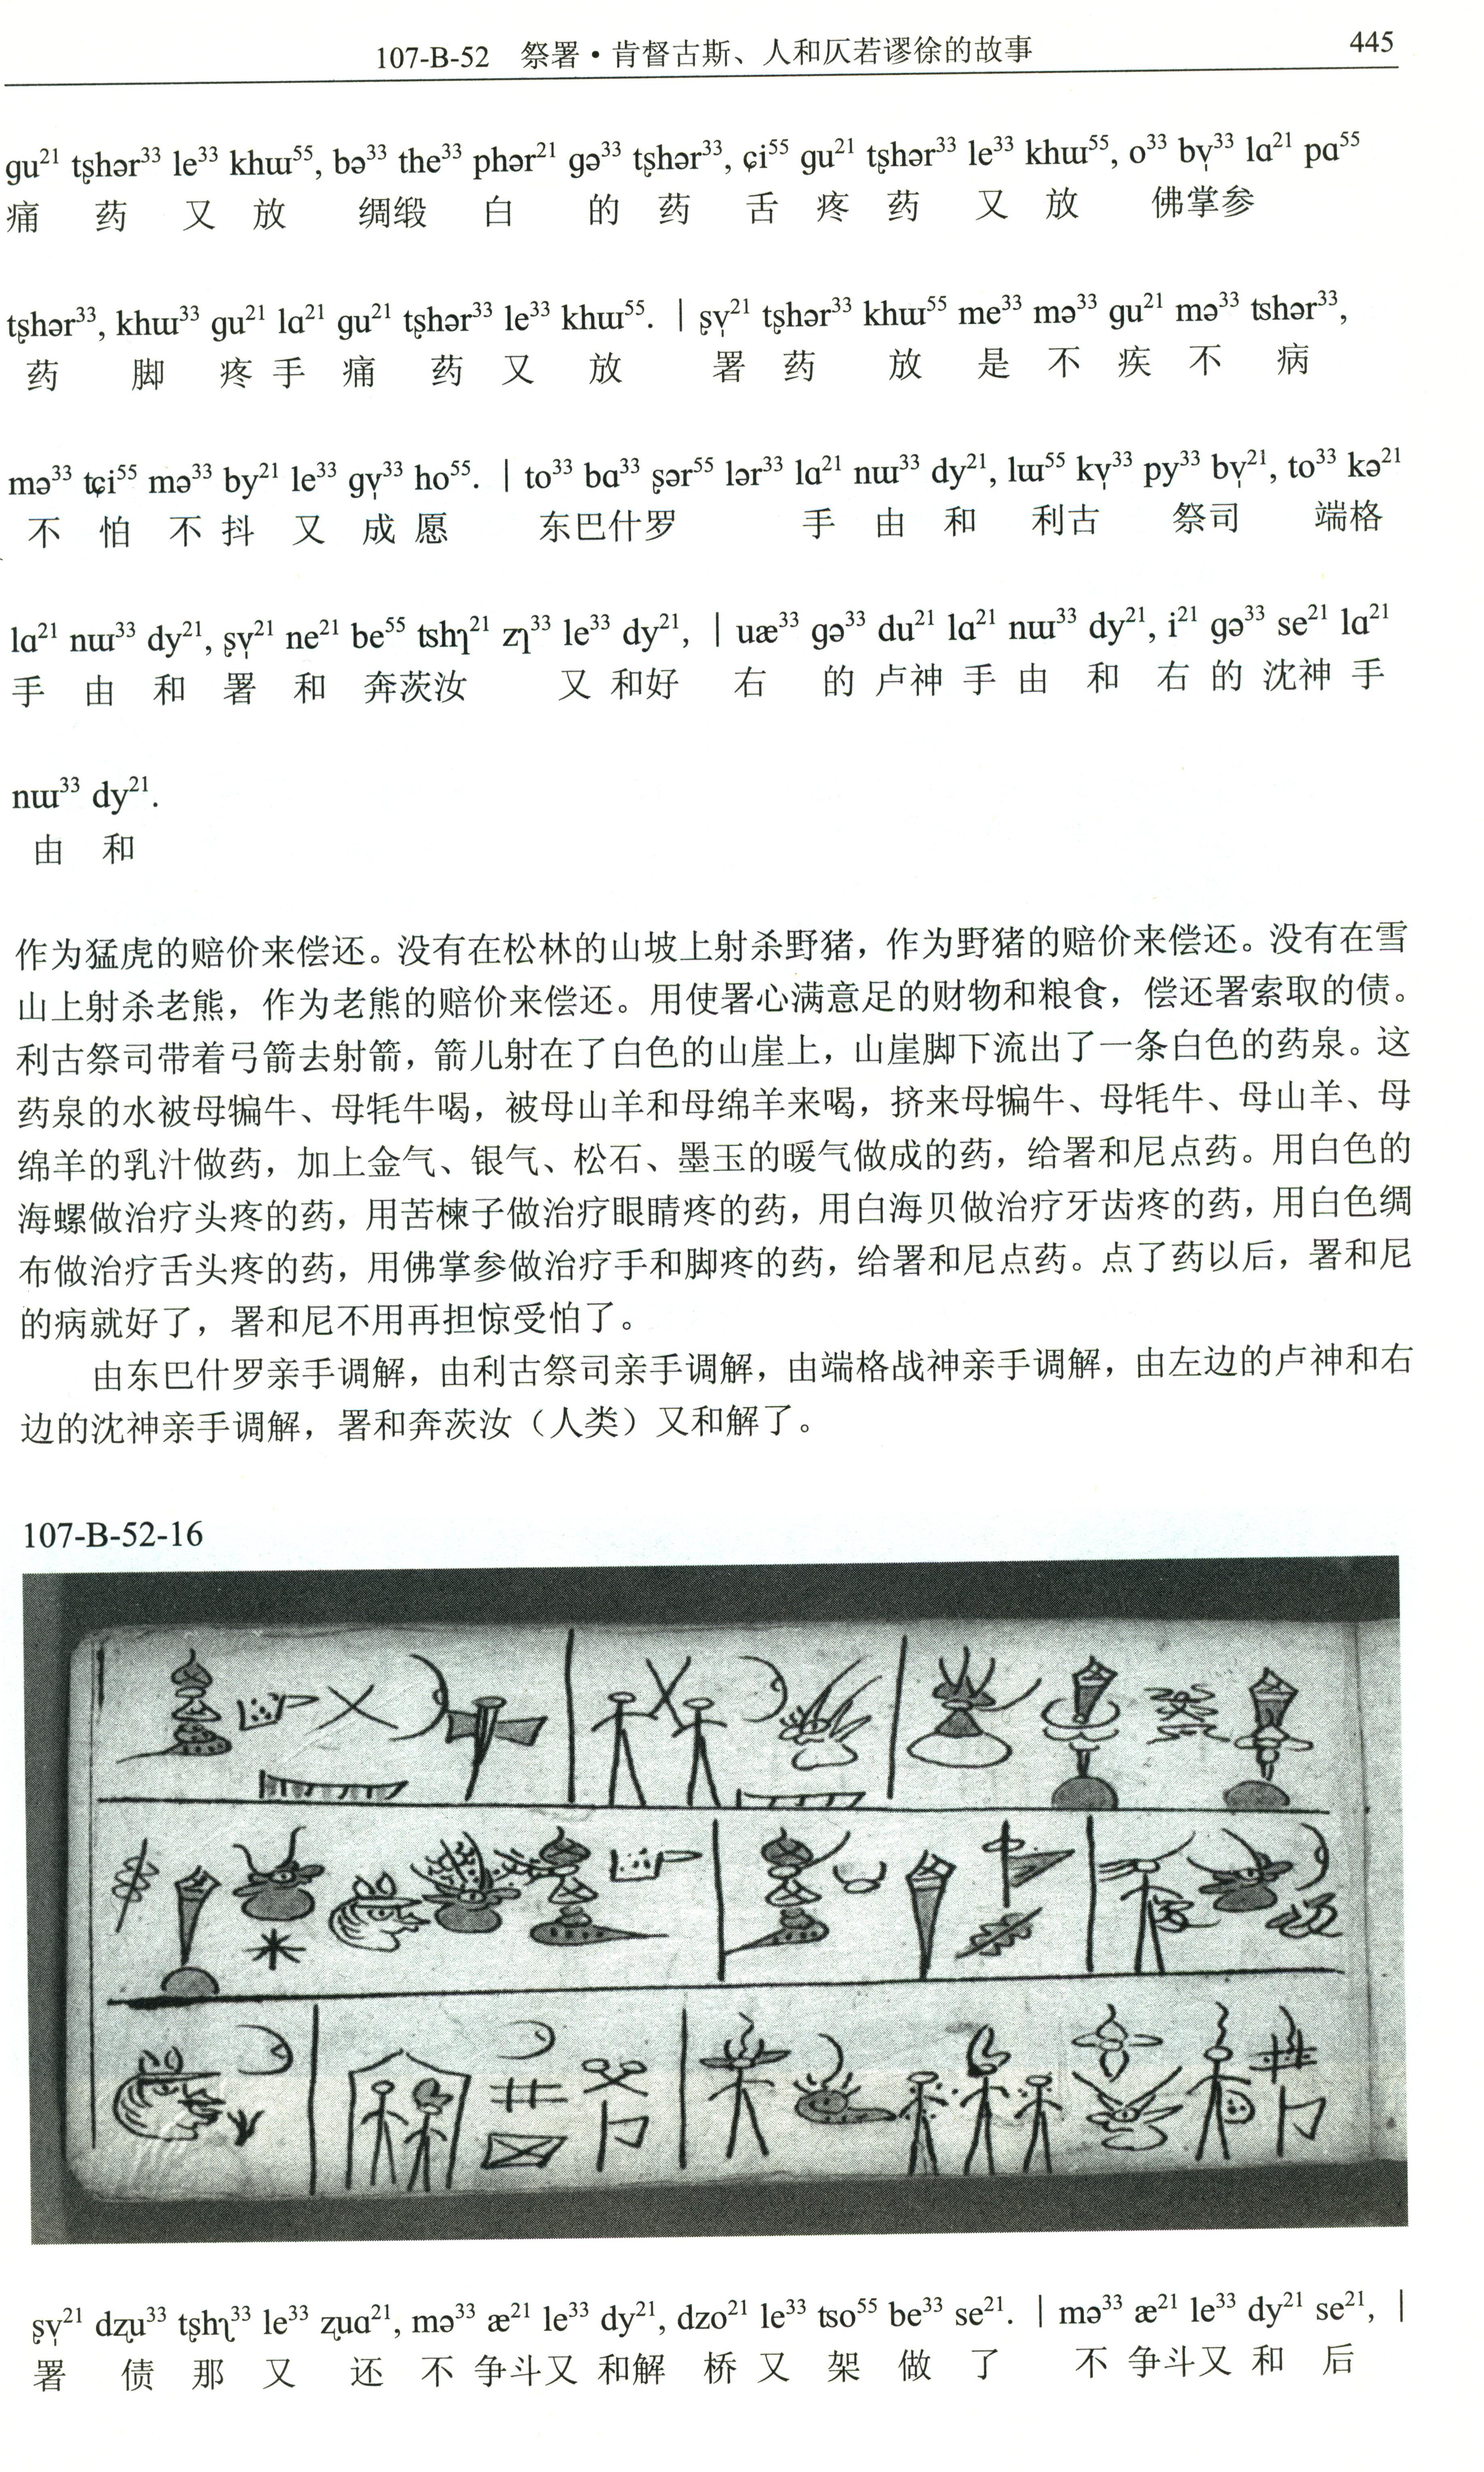 107-B-52 祭署·肯督古斯、人和仄若谬徐的故事 445
gu²¹ tʂhər³³ le³³ khɯ⁵⁵, bə³³ the³³ phər²¹ gə³³ tʂhər³³, ɕi⁵⁵ gu²¹ tʂhər³³ le³³ khɯ⁵⁵, o³³ bv̩³³ lɑ²¹ pɑ⁵⁵
痛 药 又 放 绸缎 白 的 药 舌 疼 药 又 放 佛掌参
tʂhər³³, khɯ³³ gu²¹ lɑ²¹ gu²¹ tʂhər³³ le³³ khɯ⁵⁵. | ʂv̩²¹ tʂhər³³ khɯ⁵⁵ me³³ mə³³ gu²¹ mə³³ tshər³³,
药 脚 疼 手 痛 药 又 放 署 药 放 是 不 疾 不 病
mə³³ tɕi⁵⁵ mə³³ by²¹ le³³ gv̩³³ ho⁵⁵. | to³³ bɑ³³ ʂər⁵⁵ lər³³ lɑ²¹ nɯ³³ dy²¹, lɯ⁵⁵ kv̩³³ py³³ bv̩²¹, to³³ kə²¹
不 怕 不 抖 又 成 愿 东巴什罗 手 由 和 利古 祭司 端格
lɑ²¹ nɯ³³ dy²¹, ʂv̩²¹ ne²¹ be⁵⁵ tshɿ²¹ zɿ³³ le³³ dy²¹, | uæ³³ gə³³ du²¹ lɑ²¹ nɯ³³ dy²¹, i²¹ gə³³ se²¹ lɑ²¹
手 由 和 署 和 奔茨汝 又 和好 右 的 卢神 手 由 和 右 的 沈神 手
nɯ³³ dy²¹.
由 和
作为猛虎的赔价来偿还。没有在松林的山坡上射杀野猪，作为野猪的赔价来偿还。没有在雪
山上射杀老熊，作为老熊的赔价来偿还。用使署心满意足的财物和粮食，偿还署索取的债。
利古祭司带着弓箭去射箭，箭儿射在了白色的山崖上，山崖脚下流出了一条白色的药泉。这
药泉的水被母犏牛、母牦牛喝，被母山羊和母绵羊来喝，挤来母犏牛、母牦牛、母山羊、母
绵羊的乳汁做药，加上金气、银气、松石、墨玉的暖气做成的药，给署和尼点药。用白色的
海螺做治疗头疼的药，用苦楝子做治疗眼睛疼的药，用白海贝做治疗牙齿疼的药，用白色绸
布做治疗舌头疼的药，用佛掌参做治疗手和脚疼的药，给署和尼点药。点了药以后，署和尼
的病就好了，署和尼不用再担惊受怕了。
由东巴什罗亲手调解，由利古祭司亲手调解，由端格战神亲手调解，由左边的卢神和右
边的沈神亲手调解，署和奔茨汝（人类）又和解了。
107-B-52-16
ʂv̩²¹ dʐu³³ tʂhʅ³³ le³³ ʐuɑ²¹, mə³³ æ²¹ le³³ dy²¹, dzo²¹ le³³ tso⁵⁵ be³³ se²¹. | mə³³ æ²¹ le³³ dy²¹ se²¹, |
署 债 那 又 还 不 争斗 又 和解 桥 又 架 做 了 不 争斗 又 和 后